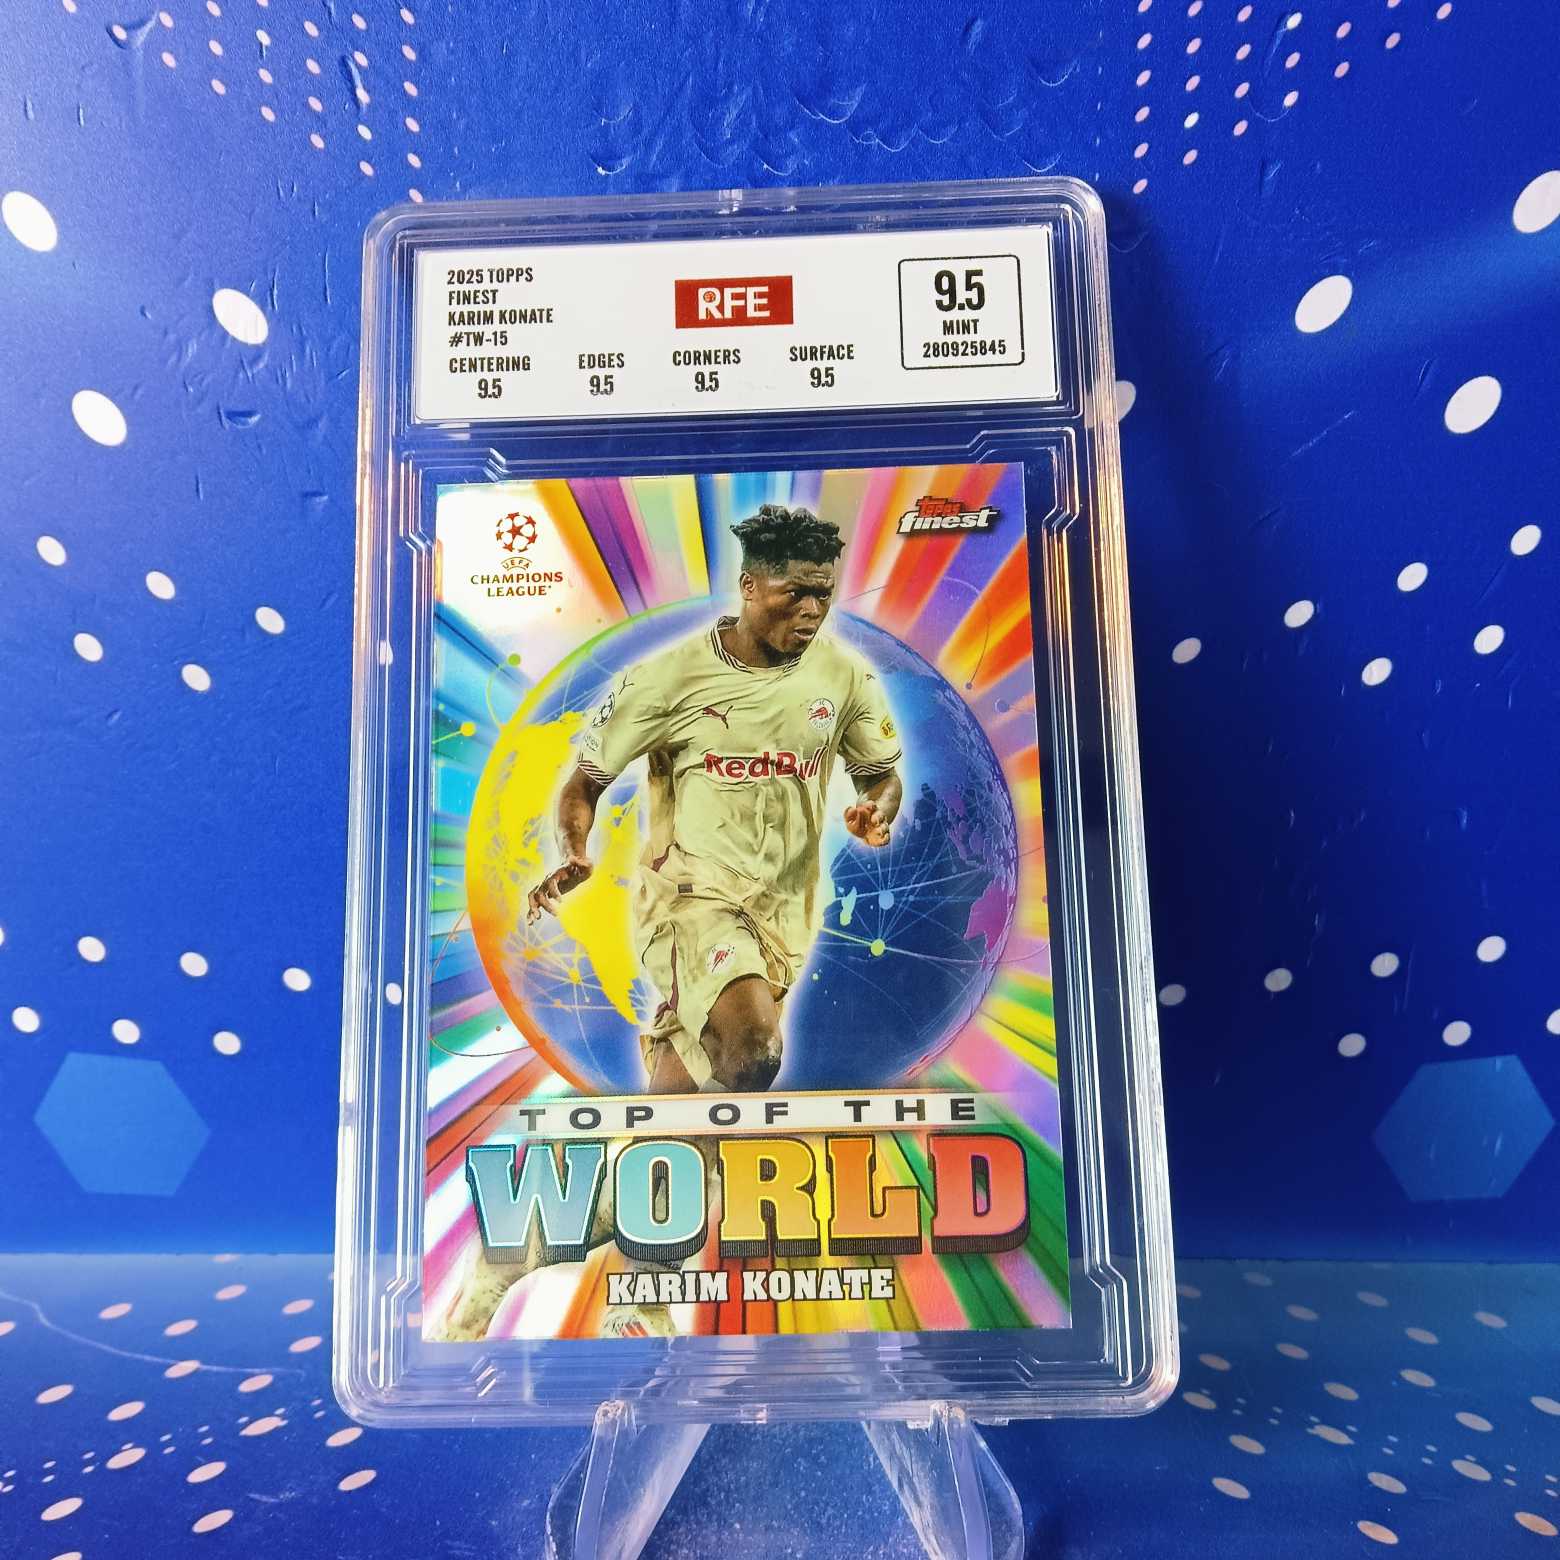 2025 TOPPS
FINEST
KARIM KONATE
#TW-15
RFE
9.5
MINT
280925845
CENTERING EDGES CORNERS SURFACE
9.5 9.5 9.5 9.5
Topps
finest
UEFA
CHAMPIONS
LEAGUE
Red Bull
TOP OF THE
WORLD
KARIM KONATE